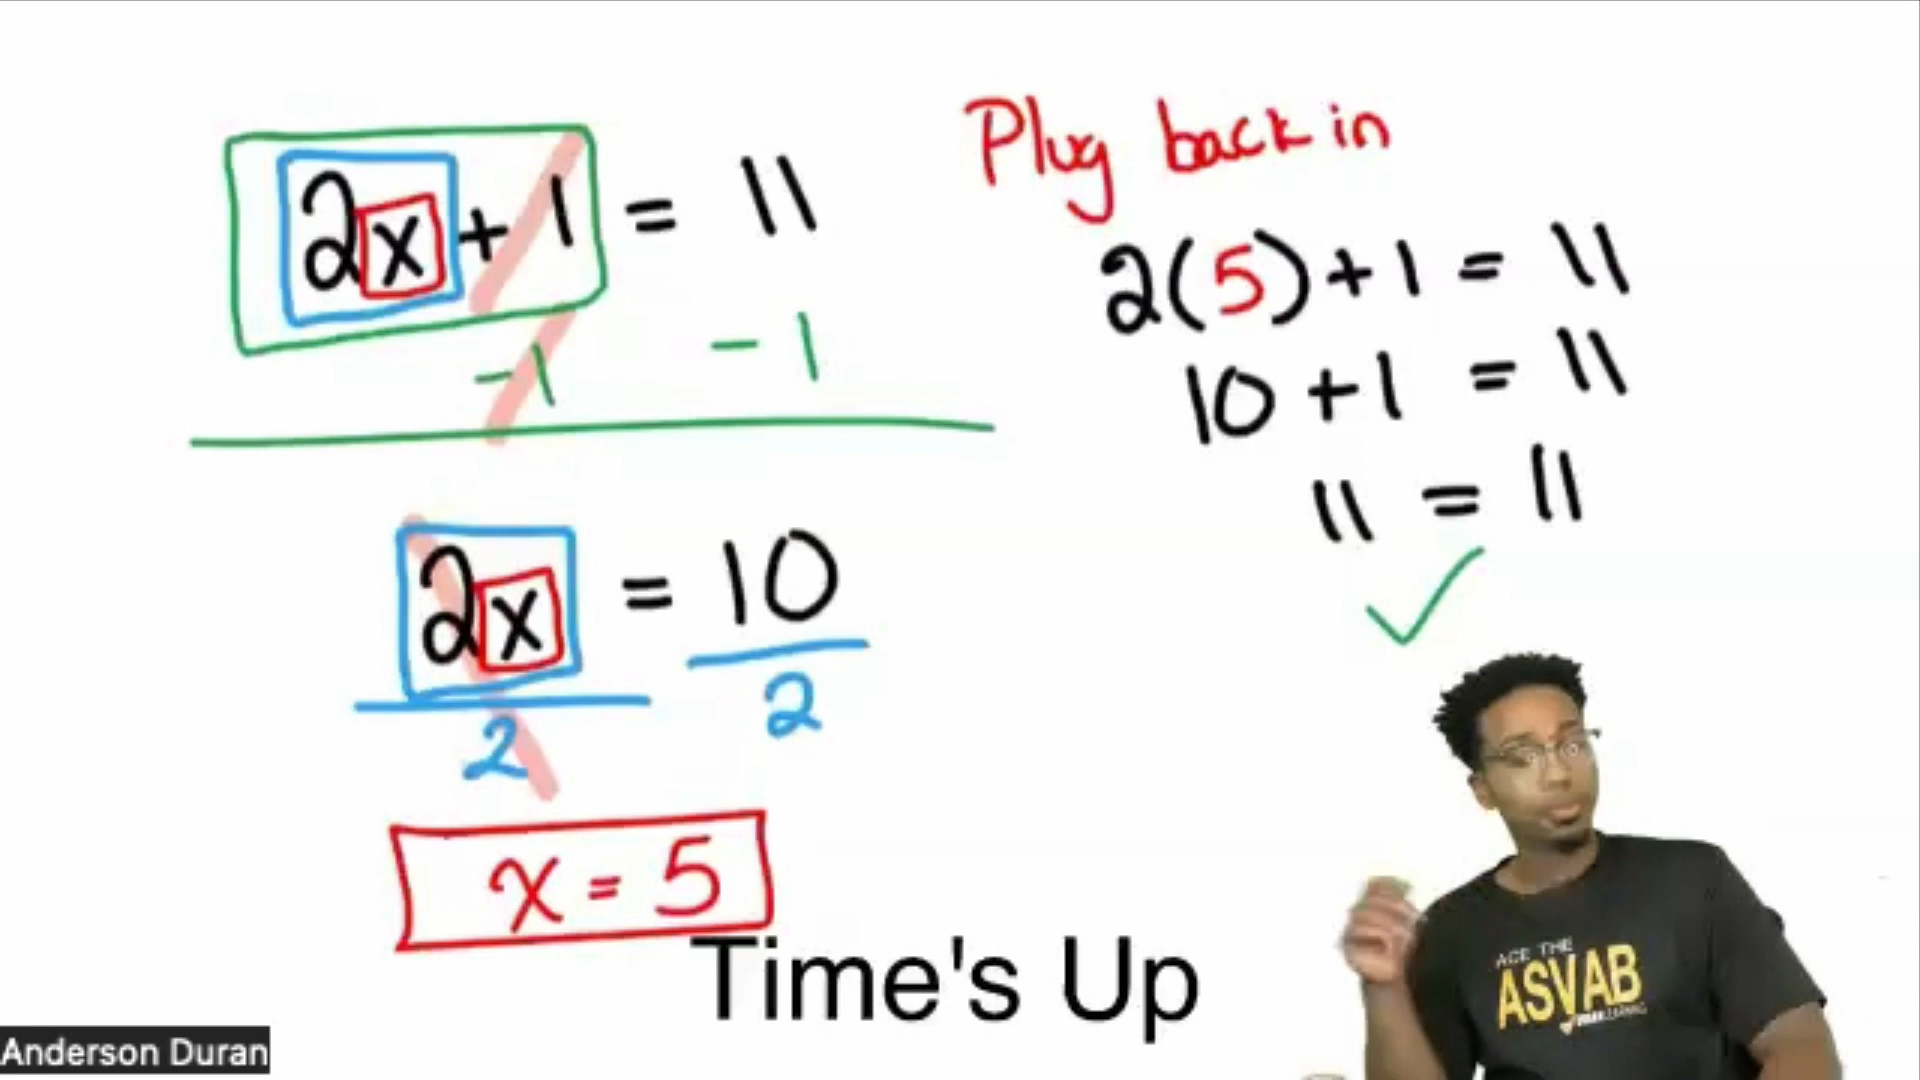 2x + 1 = 11
-1 -1
2x = 10
2 2
x = 5
Plug back in
2(5) + 1 = 11
10 + 1 = 11
11 = 11
Time's Up
ACE THE
ASVAB
Anderson Duran